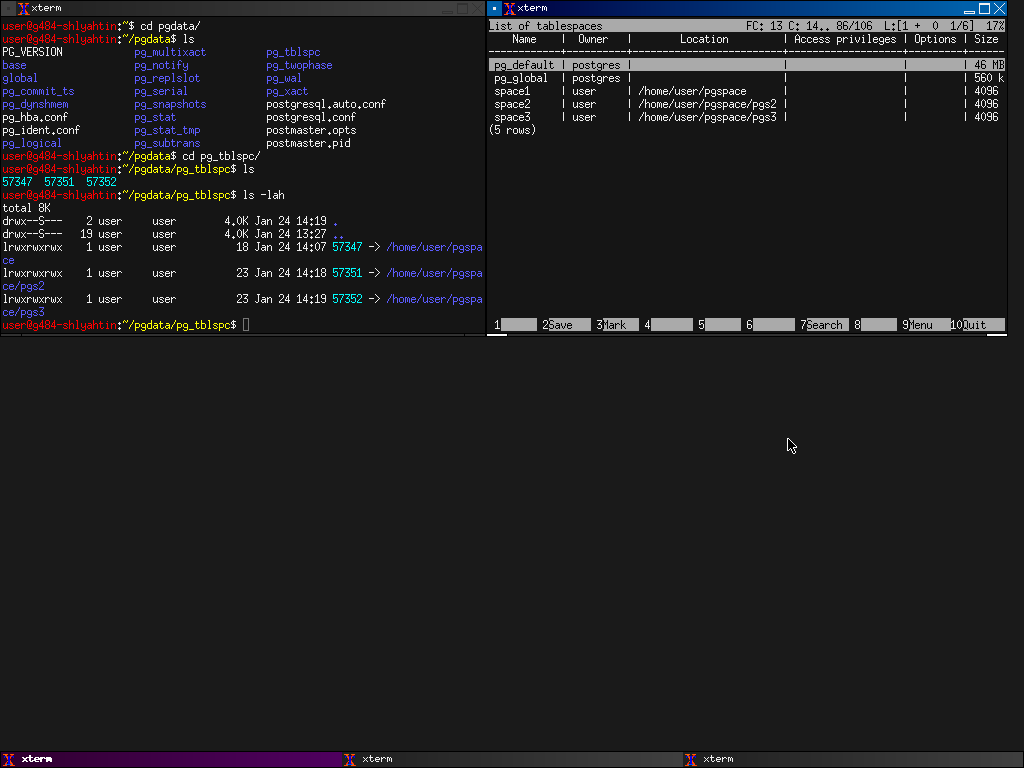 xterm
user@g484-shlyahtin:~$ cd pgdata/
user@g484-shlyahtin:~/pgdata$ ls
PG_VERSION pg_multixact pg_tblspc
base pg_notify pg_twophase
global pg_replslot pg_wal
pg_commit_ts pg_serial pg_xact
pg_dynshmem pg_snapshots postgresql.auto.conf
pg_hba.conf pg_stat postgresql.conf
pg_ident.conf pg_stat_tmp postmaster.opts
pg_logical pg_subtrans postmaster.pid
user@g484-shlyahtin:~/pgdata$ cd pg_tblspc/
user@g484-shlyahtin:~/pgdata/pg_tblspc$ ls
57347 57351 57352
user@g484-shlyahtin:~/pgdata/pg_tblspc$ ls -lah
total 8K
drwx--S--- 2 user user 4.0K Jan 24 14:19 .
drwx--S--- 19 user user 4.0K Jan 24 13:27 ..
lrwxrwxrwx 1 user user 18 Jan 24 14:07 57347 -> /home/user/pgspa
ce
lrwxrwxrwx 1 user user 23 Jan 24 14:18 57351 -> /home/user/pgspa
ce/pgs2
lrwxrwxrwx 1 user user 23 Jan 24 14:19 57352 -> /home/user/pgspa
ce/pgs3
user@g484-shlyahtin:~/pgdata/pg_tblspc$
xterm
List of tablespaces FC: 13 C: 14.. 86/106 L:[1 + 0 1/6] 17%
Name | Owner | Location | Access privileges | Options | Size
pg_default | postgres | | | | 46 MB
pg_global | postgres | | | | 560 k
space1 | user | /home/user/pgspace | | | 4096
space2 | user | /home/user/pgspace/pgs2 | | | 4096
space3 | user | /home/user/pgspace/pgs3 | | | 4096
(5 rows)
1 2Save 3Mark 4 5 6 7Search 8 9Menu 10Quit
xterm xterm xterm